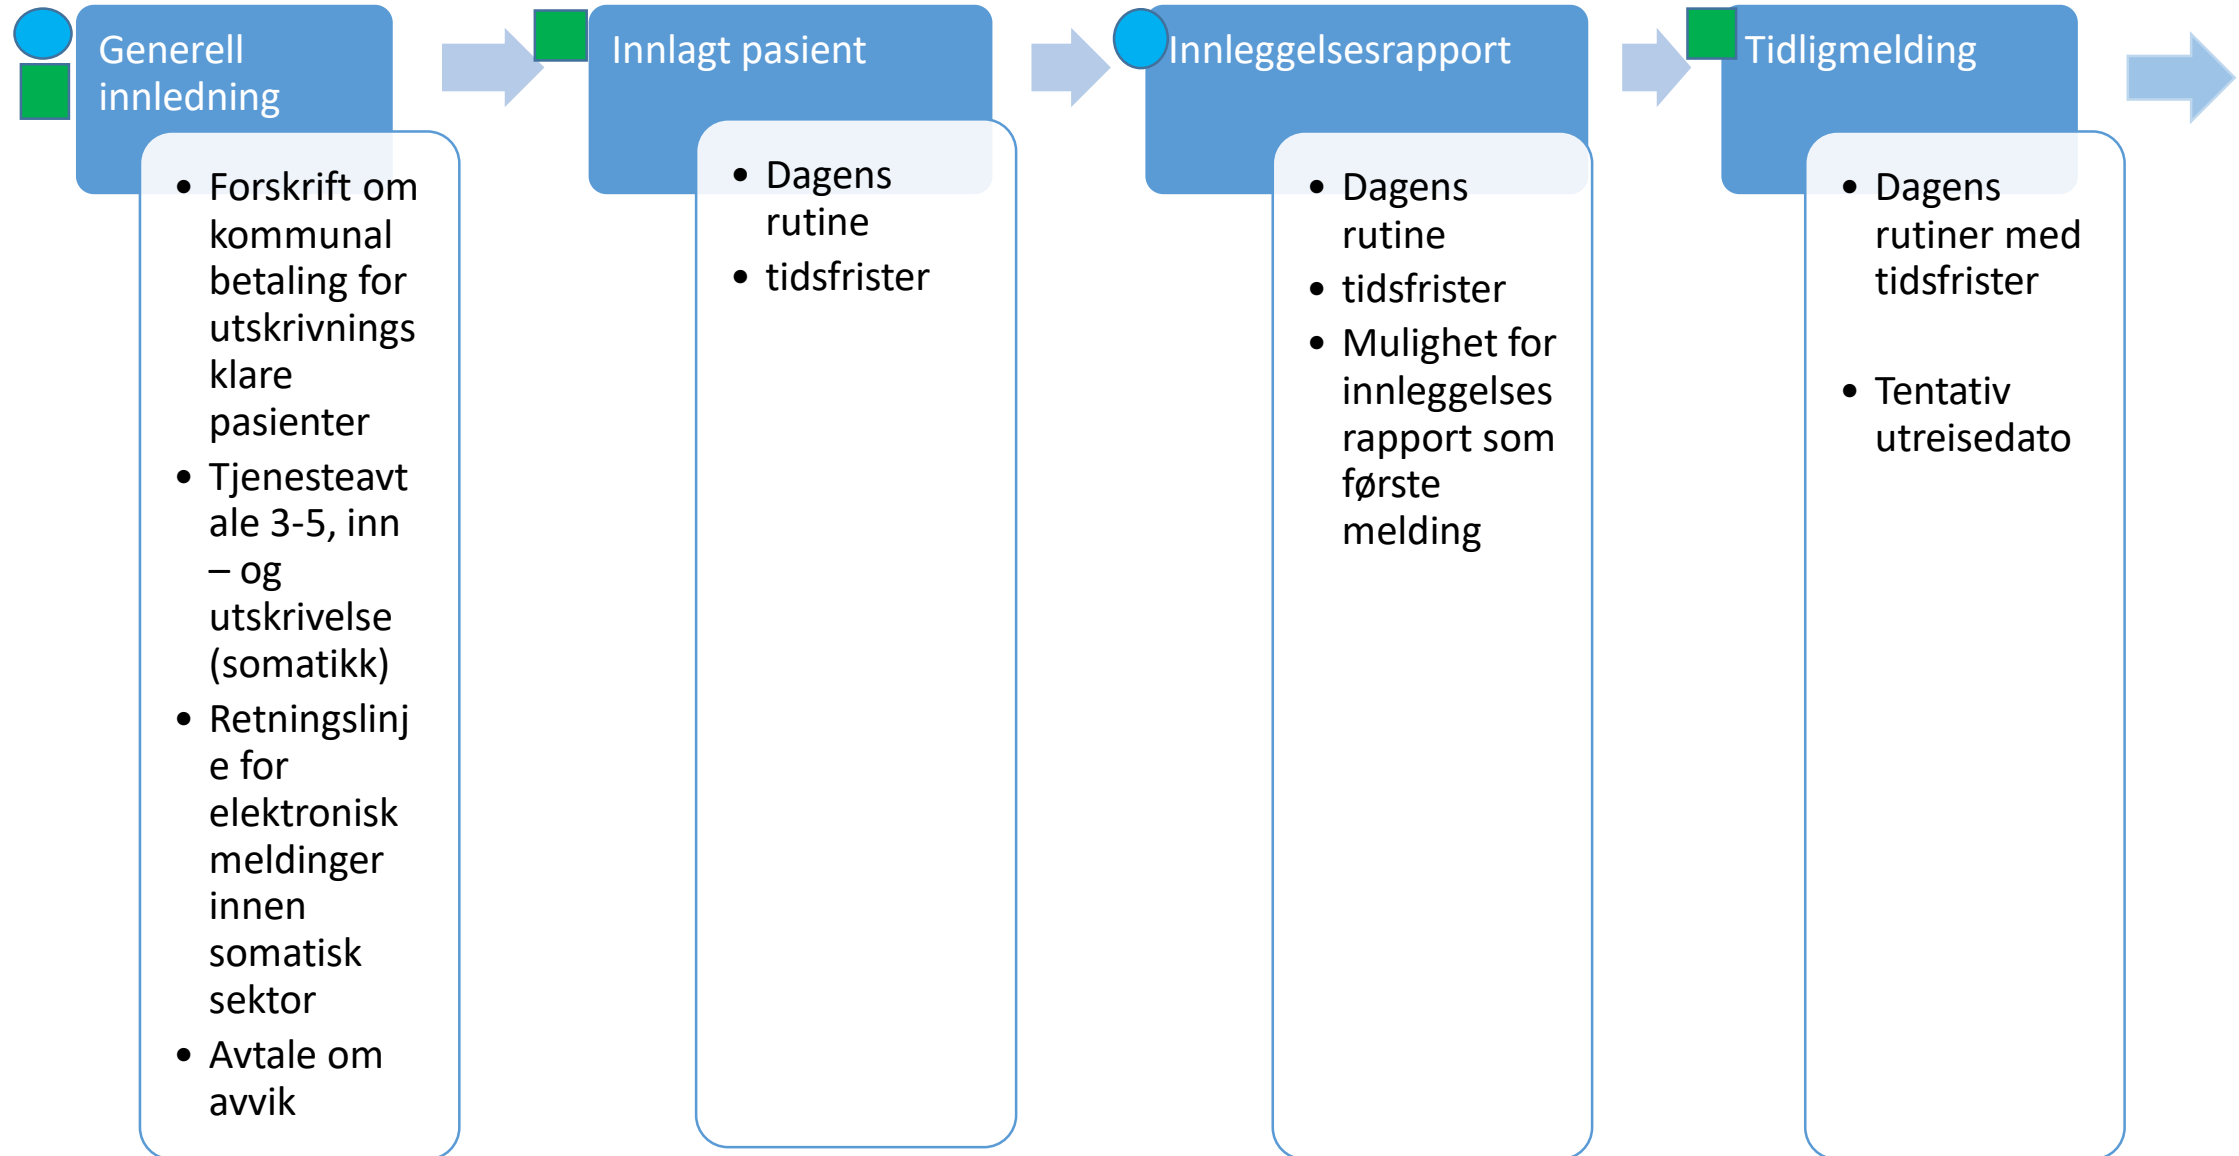 Generell
innledning
• Forskrift om
kommunal
betaling for
utskrivnings
klare
pasienter
• Tjenesteavt
ale 3-5, inn
– og
utskrivelse
(somatikk)
• Retningslinj
e for
elektronisk
meldinger
innen
somatisk
sektor
• Avtale om
avvik
Innlagt pasient
• Dagens
rutine
• tidsfrister
Innleggelsesrapport
• Dagens
rutine
• tidsfrister
• Mulighet for
innleggelses
rapport som
første
melding
Tidligmelding
• Dagens
rutiner med
tidsfrister
• Tentativ
utreisedato